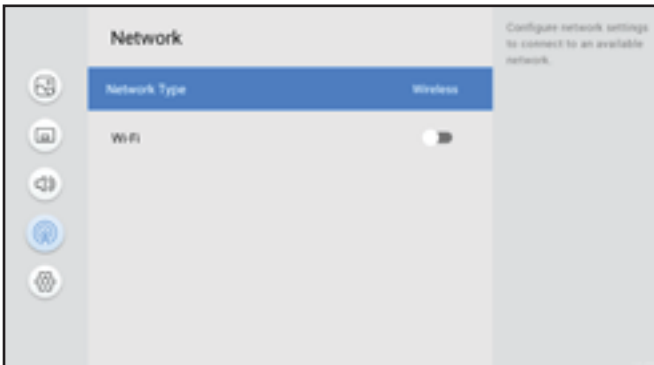 Network
Configure network settings
to connect to an available
network.
Network Type Wireless
Wi-Fi